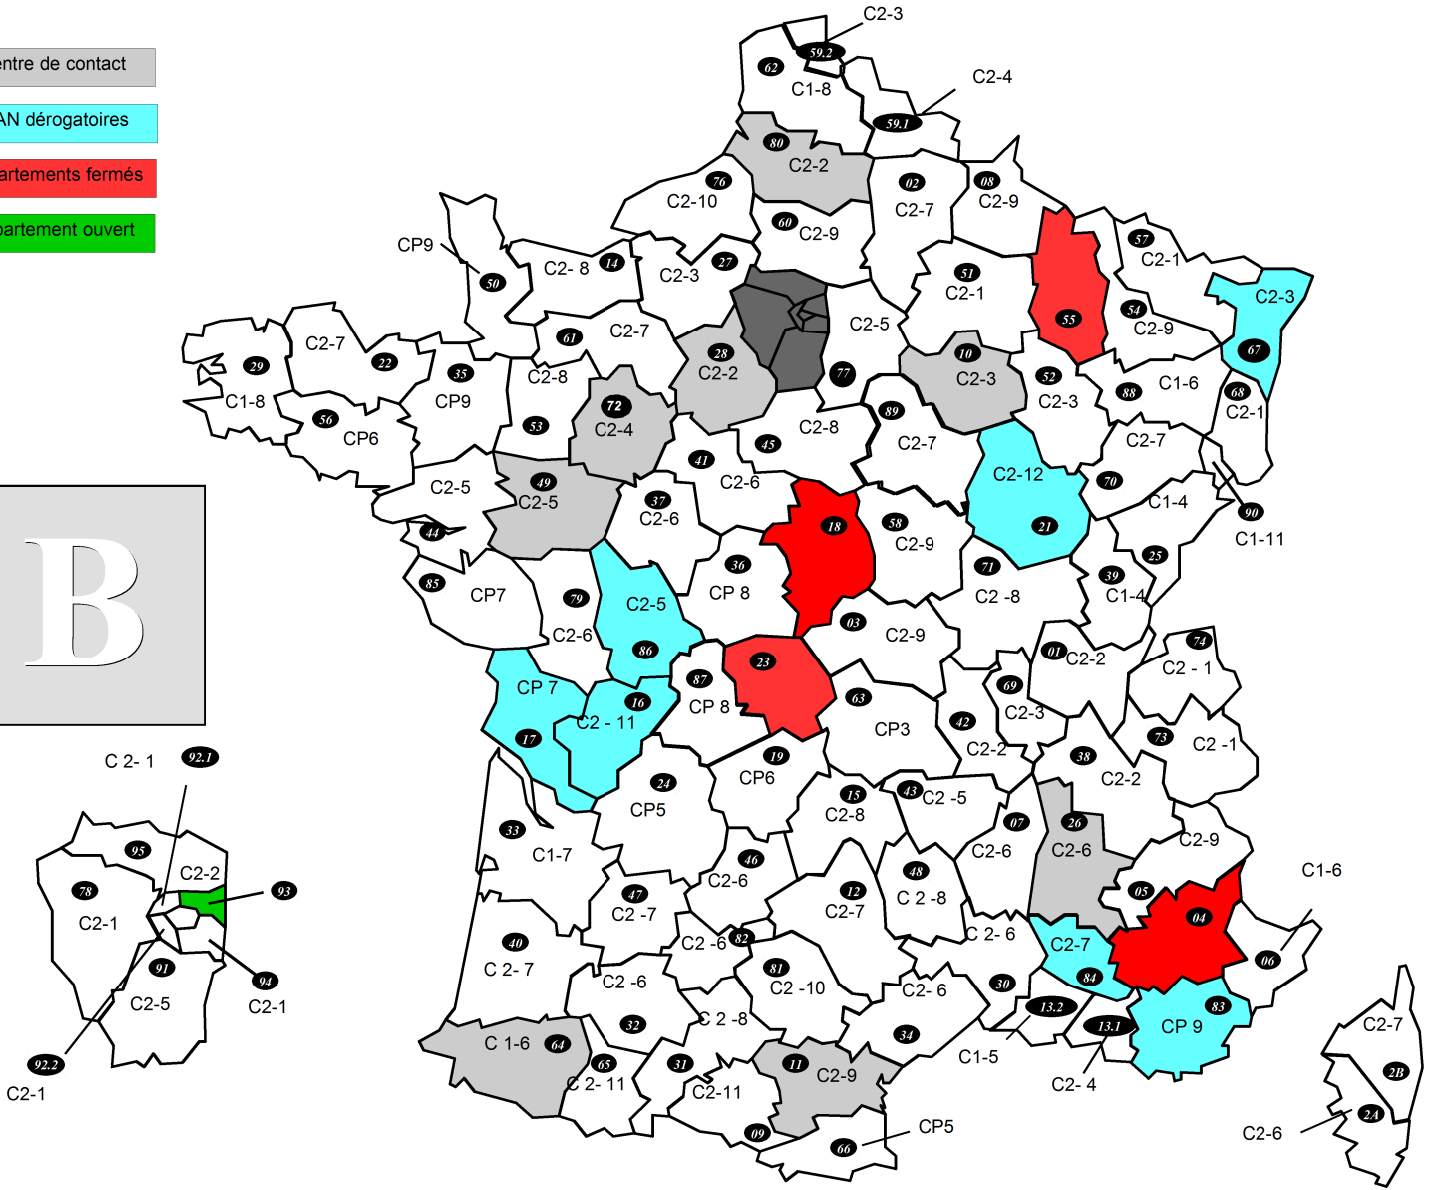 C2-3
entre de contact
59.2
62
C2-4
C1-8
AN dérogatoires
59.1
80
C2-2
artements fermés
76
02
08
C2-10
C2-7
C2-9
partement ouvert
60
C2-9
57
CP9
C2-1
C2- 8
14
27
C2-3
51
50
C2-1
C2-3
54
C2-5
55
C2-9
61
C2-7
C2-7
28
10
67
22
29
35
C2-2
C2-3
52
C1-6
C2-8
77
88
68
C1-8
CP9
72
C2-3
C2-1
56
53
C2-4
89
CP6
C2-8
C2-7
C2-7
45
41
C2-6
C2-12
70
C2-5
49
C2-5
37
C1-4
C2-6
18
58
21
90
44
C2-9
C1-11
36
71
25
85
CP7
79
CP 8
C2 -8
39
C1-4
C2-5
C2-6
03
C2-9
86
01
C2-2
74
23
C2 - 1
CP 7
87
16
CP 8
63
69
C2-3
C2 - 11
CP3
42
17
C2-2
73
C2 -1
19
38
C 2- 1
92.1
CP6
C2-2
24
15
43
C2 -5
CP5
C2-8
33
07
26
95
C1-7
46
C2-6
C2-6
C2-9
C2-2
C2-6
48
C1-6
78
93
47
12
C 2 -8
05
C2-1
C2 -7
C2-7
04
40
C2 -6
82
C 2- 6
C2-7
91
C 2- 7
81
06
94
C2 -6
C2 -10
30
C2- 6
84
C2-5
C2-1
13.2
83
32
C 2 -8
34
13.1
CP 9
C2-7
C 1-6
64
C1-5
92.2
65
31
11
C2-9
2B
C 2- 11
C2-11
C2- 4
C2-1
2A
09
CP5
C2-6
66
B